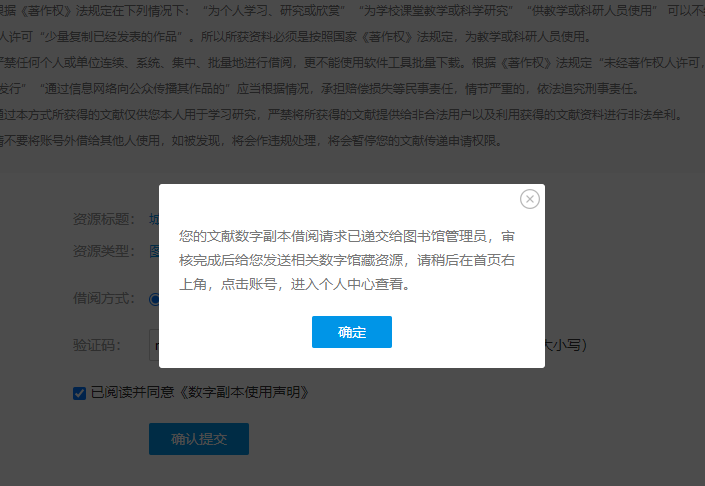 根据《著作权》法规定在下列情况下：“为个人学习、研究或欣赏”“为学校课堂教学或科学研究”“供教学或科研人员使用” 可以不
人许可“少量复制已经发表的作品”。所以所获资料必须是按照国家《著作权》法规定，为教学或科研人员使用。
严禁任何个人或单位连续、系统、集中、批量地进行借阅，更不能使用软件工具批量下载。根据《著作权》法规定“未经著作权人许可，
发行”“通过信息网络向公众传播其作品的”应当根据情况，承担赔偿损失等民事责任，情节严重的，依法追究刑事责任。
通过本方式所获得的文献仅供您本人用于学习研究，严禁将所获得的文献提供给非合法用户以及利用获得的文献资料进行非法牟利。
请不要将账号外借给其他人使用，如被发现，将会作违规处理，将会暂停您的文献传递申请权限。
资源标题：
资源类型：
您的文献数字副本借阅请求已递交给图书馆管理员，审
核完成后给您发送相关数字馆藏资源，请稍后在首页右
上角，点击账号，进入个人中心查看。
借阅方式：
确定
验证码：
大小写）
已阅读并同意《数字副本使用声明》
确认提交